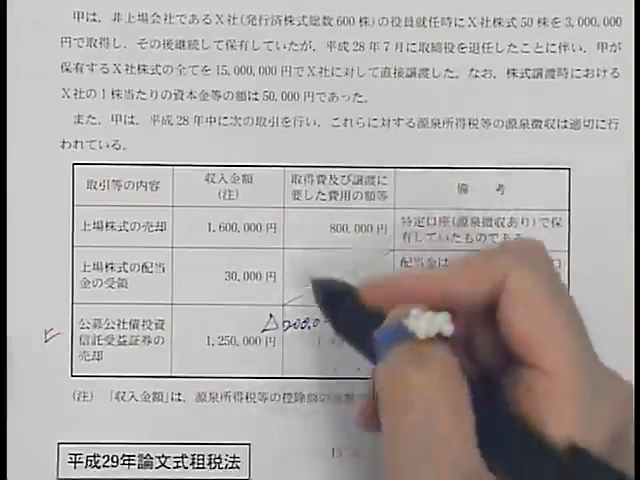 甲は、非上場会社であるX社(発行済株式総数600株)の役員就任時にX社株式50株を3,000,000
円で取得し、その後継続して保有していたが、平成28年7月に取締役を退任したことに伴い、甲が
保有するX社株式の全てを15,000,000円でX社に対して直接譲渡した。なお、株式譲渡時における
X社の1株当たりの資本金等の額は50,000円であった。
また、甲は、平成28年中に次の取引を行い、これらに対する源泉所得税等の源泉徴収は適切に行
われている。
取引等の内容
収入金額
(注)
取得費及び譲渡に
要した費用の額等
備考
上場株式の売却
1,600,000円
800,000円
特定口座(源泉徴収あり)で保
有していたものである
上場株式の配当
金の受領
30,000円
配当金は
公募公社債投資
信託受益証券の
売却
1,250,000円
△200,0
(注) 「収入金額」は、源泉所得税等の控除前の
15
平成29年論文式租税法